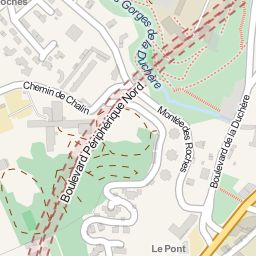 oches
Gorges de la Duchère
Chemin de Chalin
Boulevard Périphérique Nord
Montée des Roches
Boulevard de la Duchère
Le Pont